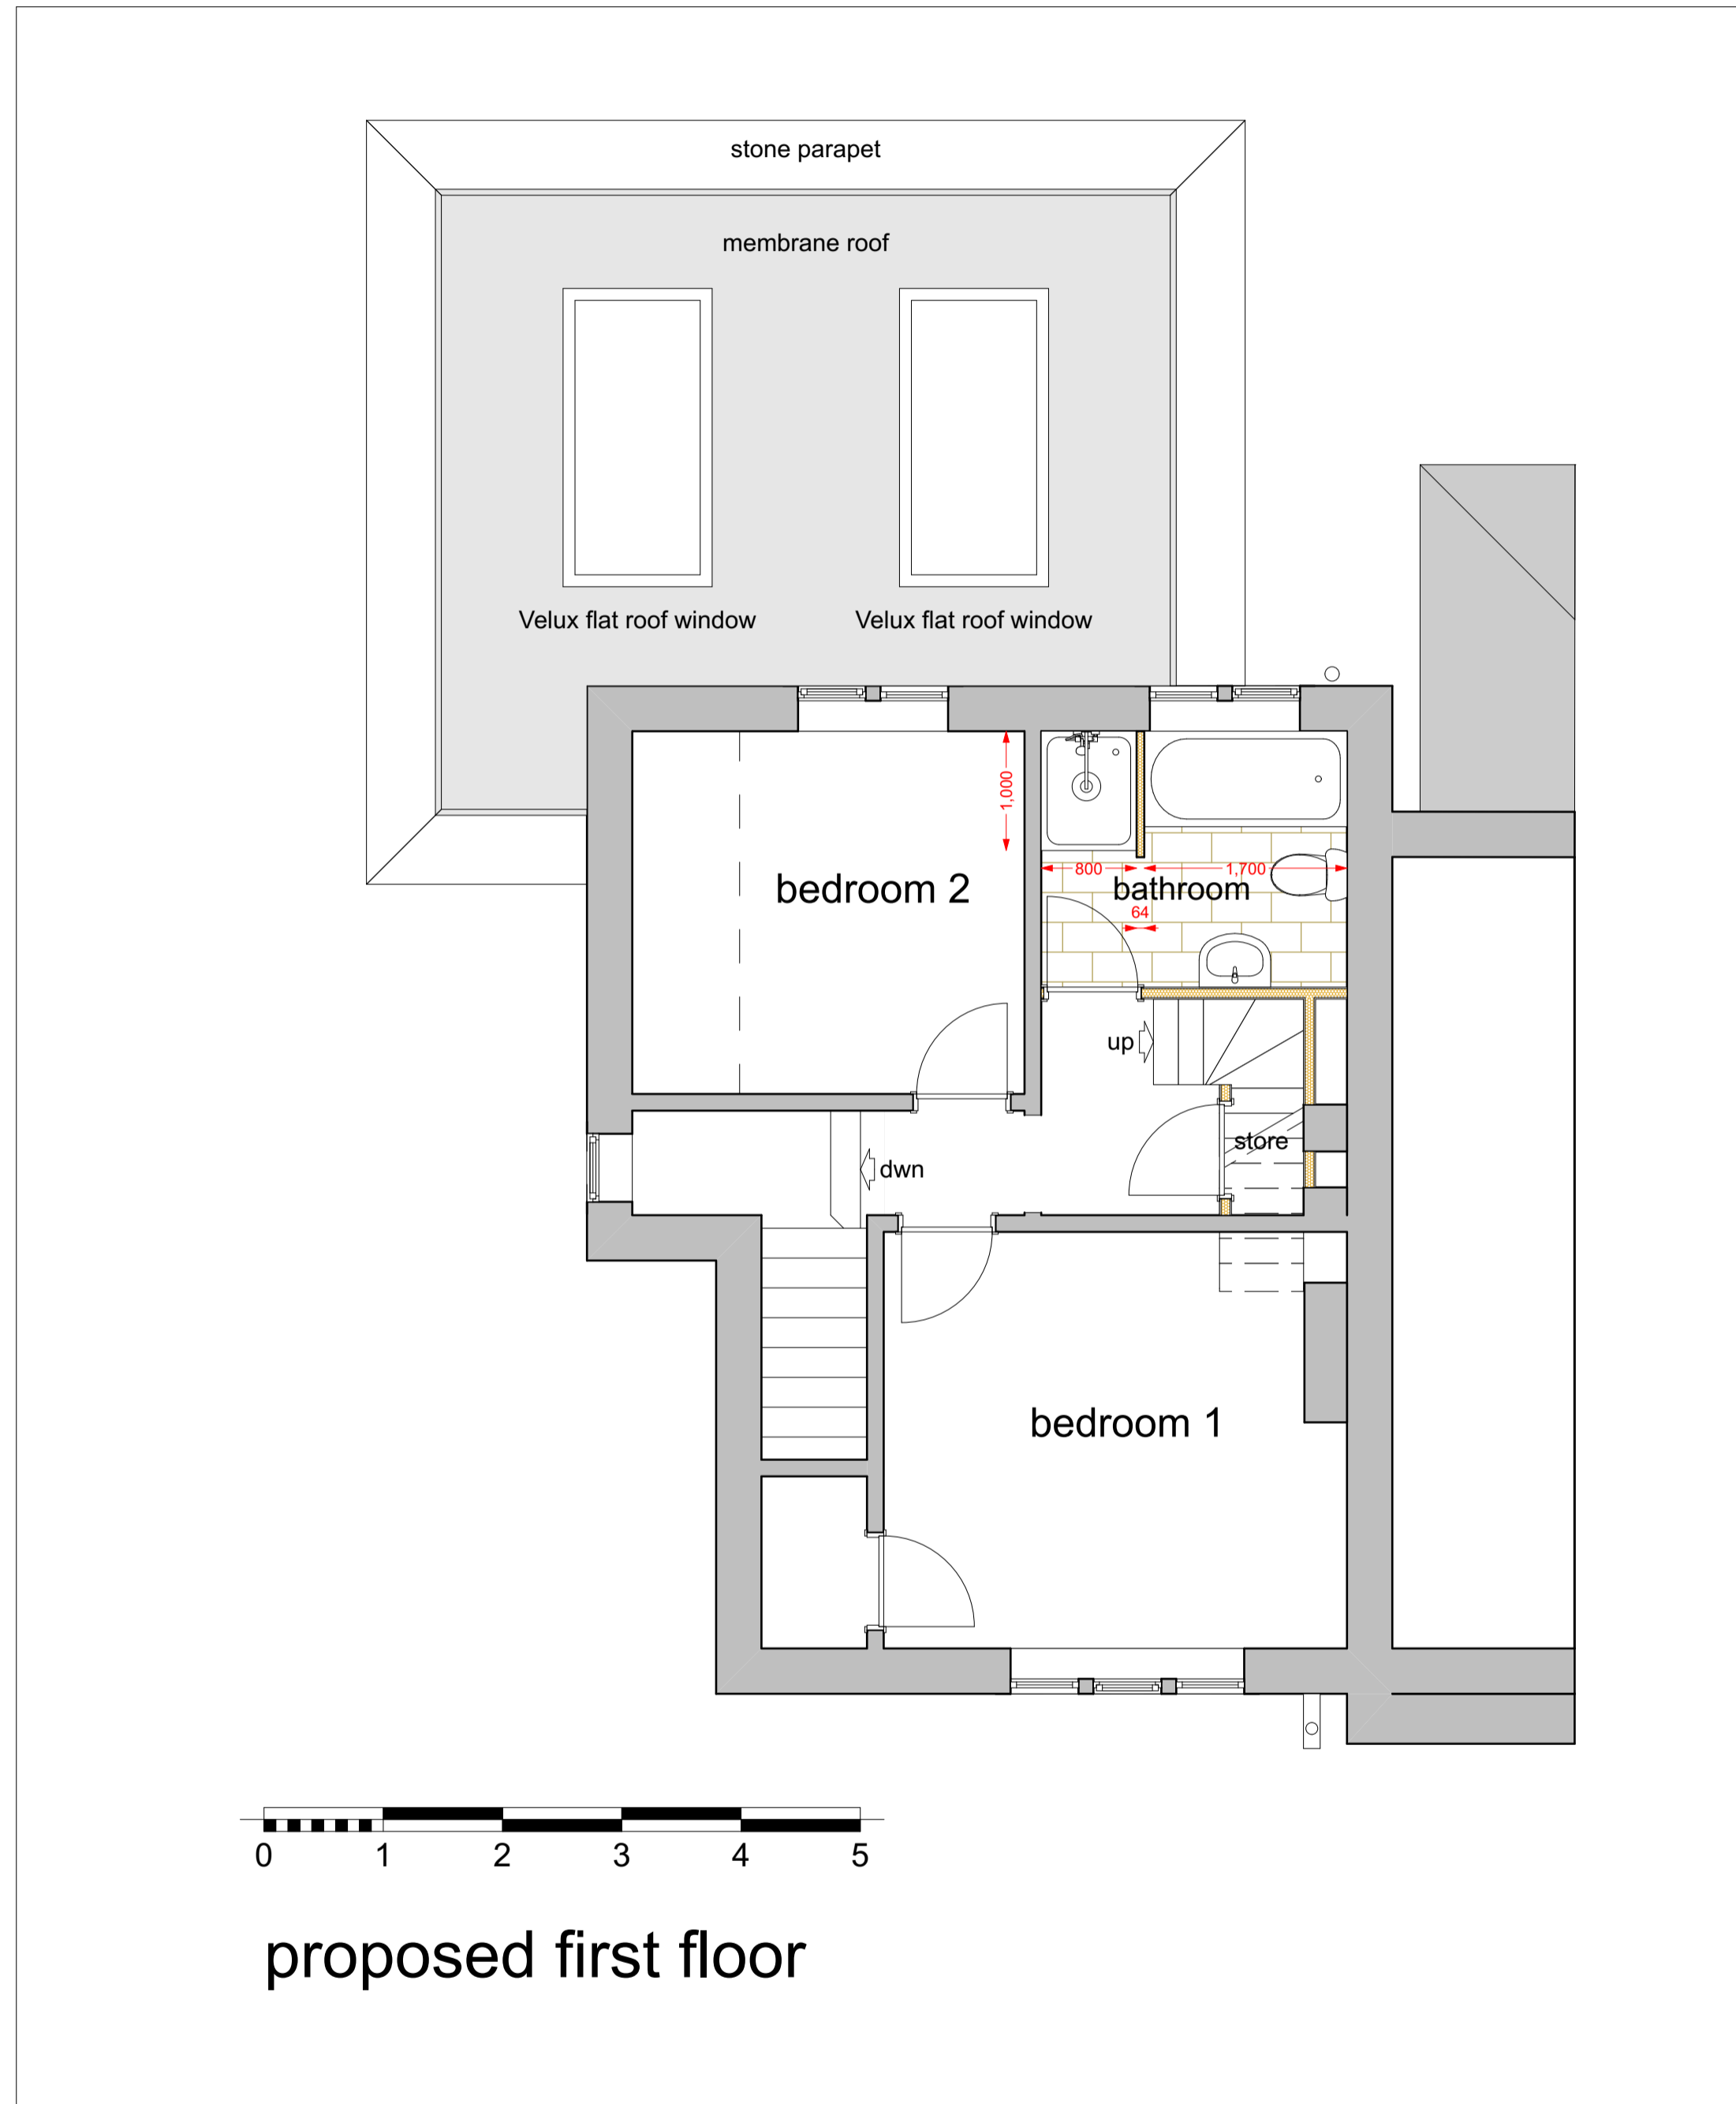 stone parapet
membrane roof
Velux flat roof window Velux flat roof window
1,000
800 1,700
bedroom 2 bathroom
64
up
store
dwn
bedroom 1
0 1 2 3 4 5
proposed first floor